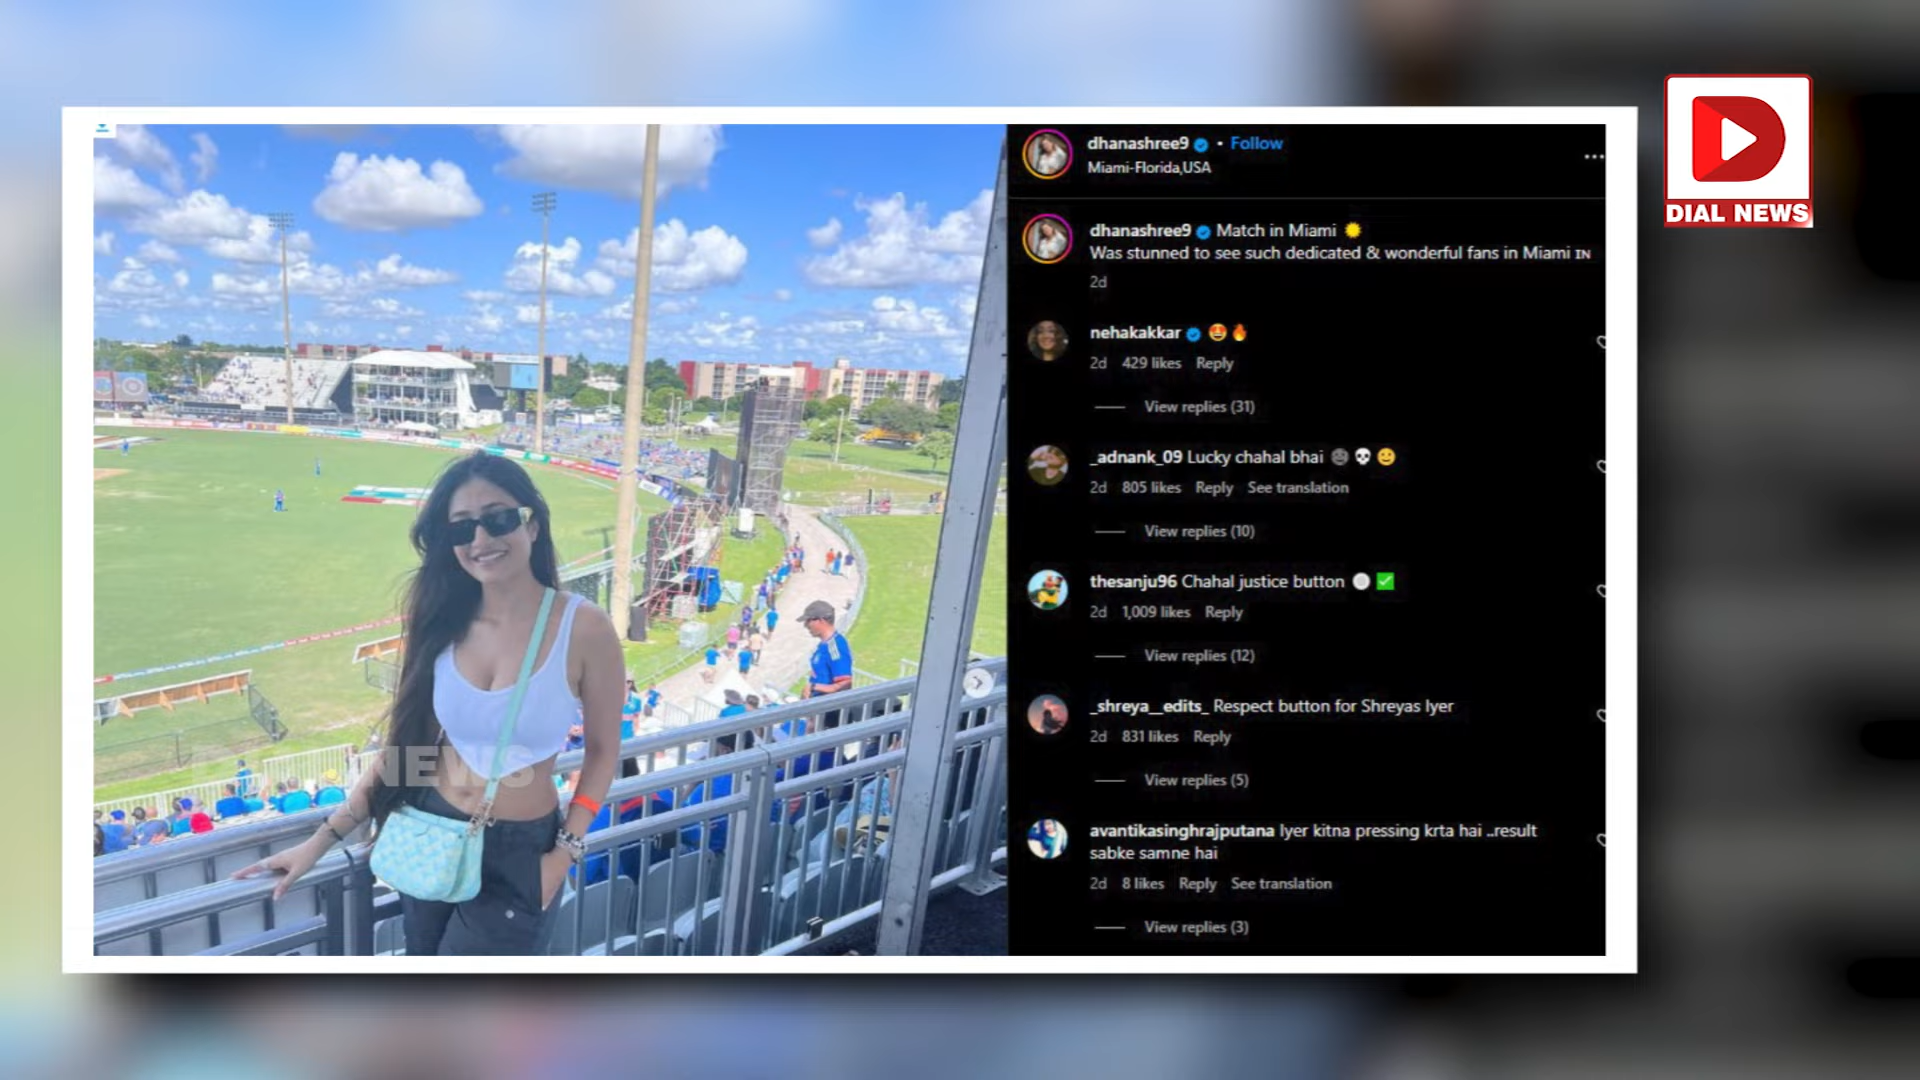 DIAL NEWS
dhanashree9 • Follow
Miami-Florida,USA
dhanashree9 Match in Miami ☀️
Was stunned to see such dedicated & wonderful fans in Miami IN
2d
nehakakkar 🤩🔥
2d 429 likes Reply
View replies (31)
_adnank_09 Lucky chahal bhai 🌚💀🙂
2d 805 likes Reply See translation
View replies (10)
thesanju96 Chahal justice button ⚪✅
2d 1,009 likes Reply
View replies (12)
_shreya__edits_ Respect button for Shreyas Iyer
2d 831 likes Reply
View replies (5)
avantikasinghrajputana Iyer kitna pressing krta hai ..result
sabke samne hai
2d 8 likes Reply See translation
View replies (3)
NEWS